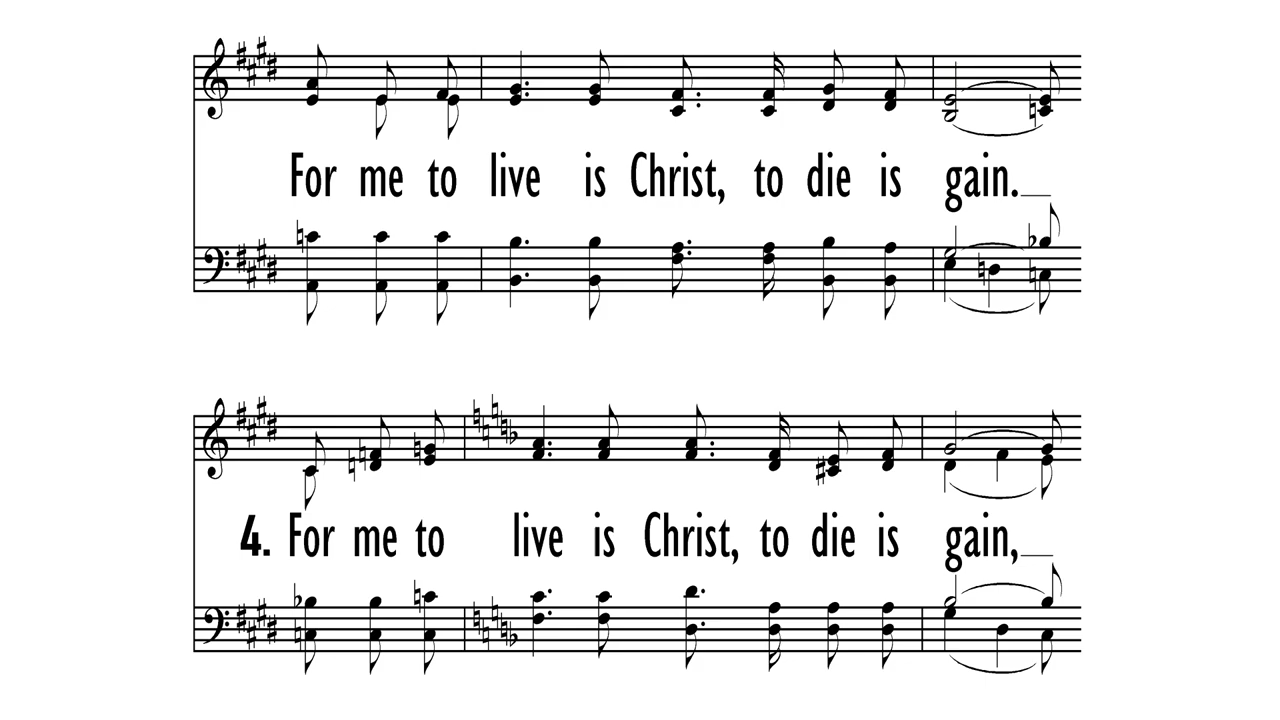 For me to live is Christ, to die is gain.
4. For me to live is Christ, to die is gain,